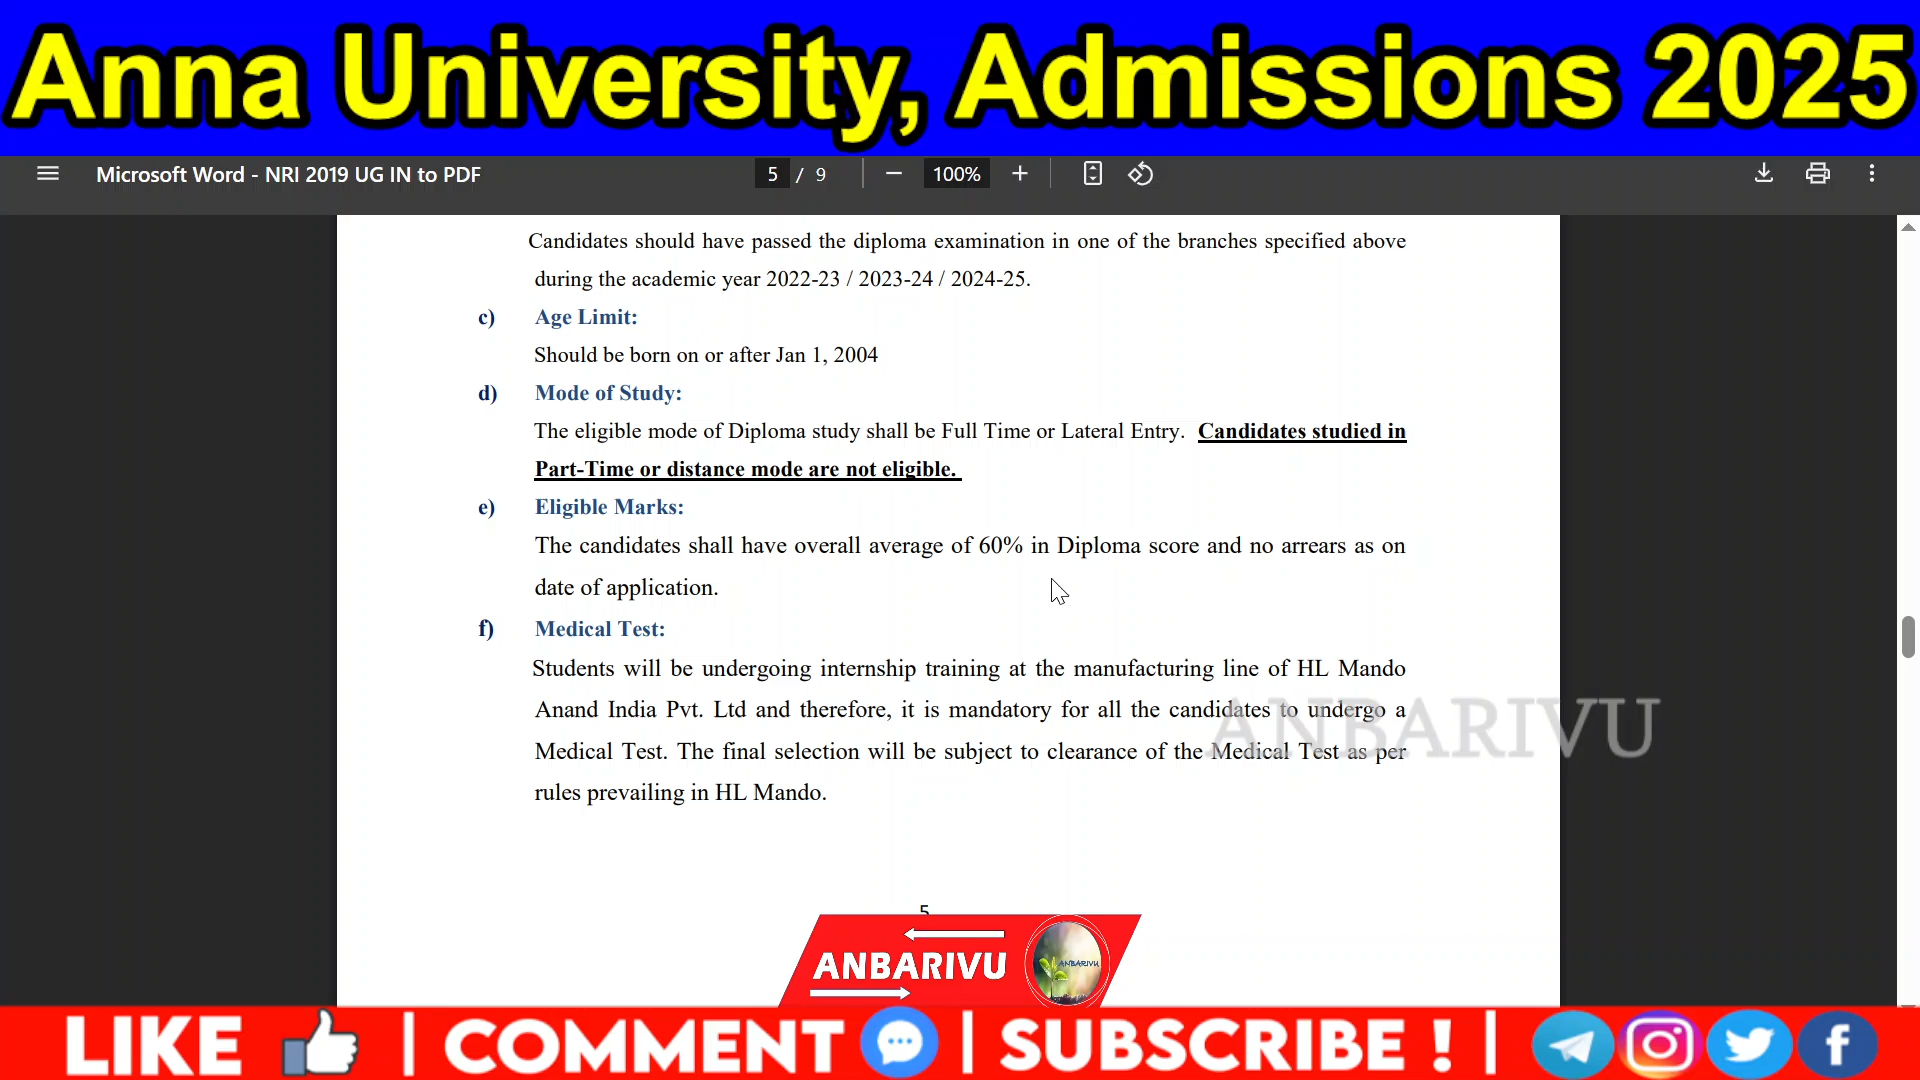 Anna University, Admissions 2025
Microsoft Word - NRI 2019 UG IN to PDF
5 / 9
100%
Candidates should have passed the diploma examination in one of the branches specified above
during the academic year 2022-23 / 2023-24 / 2024-25.
c) Age Limit:
Should be born on or after Jan 1, 2004
d) Mode of Study:
The eligible mode of Diploma study shall be Full Time or Lateral Entry. Candidates studied in
Part-Time or distance mode are not eligible.
e) Eligible Marks:
The candidates shall have overall average of 60% in Diploma score and no arrears as on
date of application.
f) Medical Test:
Students will be undergoing internship training at the manufacturing line of HL Mando
Anand India Pvt. Ltd and therefore, it is mandatory for all the candidates to undergo a
Medical Test. The final selection will be subject to clearance of the Medical Test as per
rules prevailing in HL Mando.
ANBARIVU
5
ANBARIVU
ANBARIVU
LIKE | COMMENT | SUBSCRIBE ! |